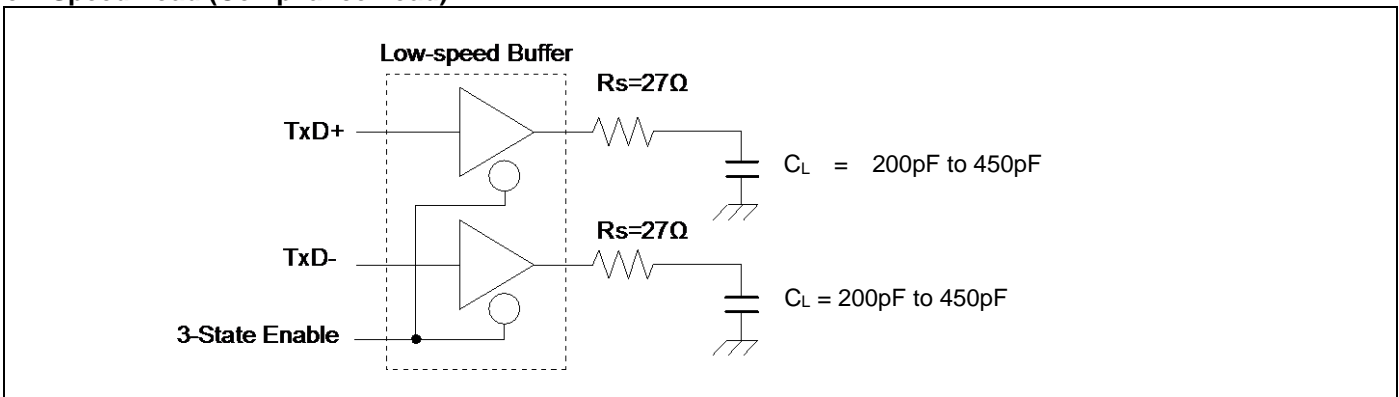 Low-speed Buffer
Rs=27Ω
TxD+
CL = 200pF to 450pF
Rs=27Ω
TxD-
CL = 200pF to 450pF
3-State Enable